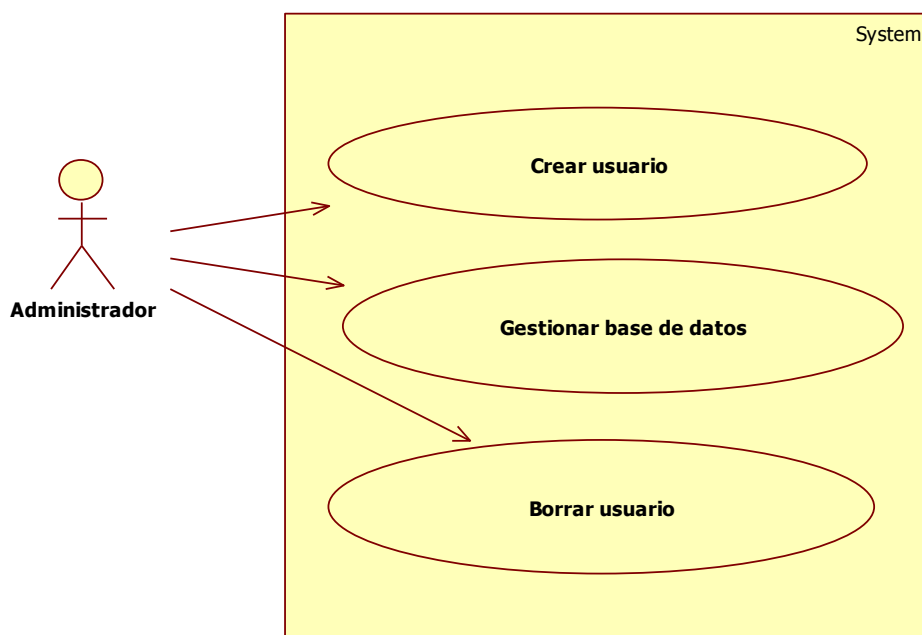 System
Crear usuario
Gestionar base de datos
Administrador
Borrar usuario